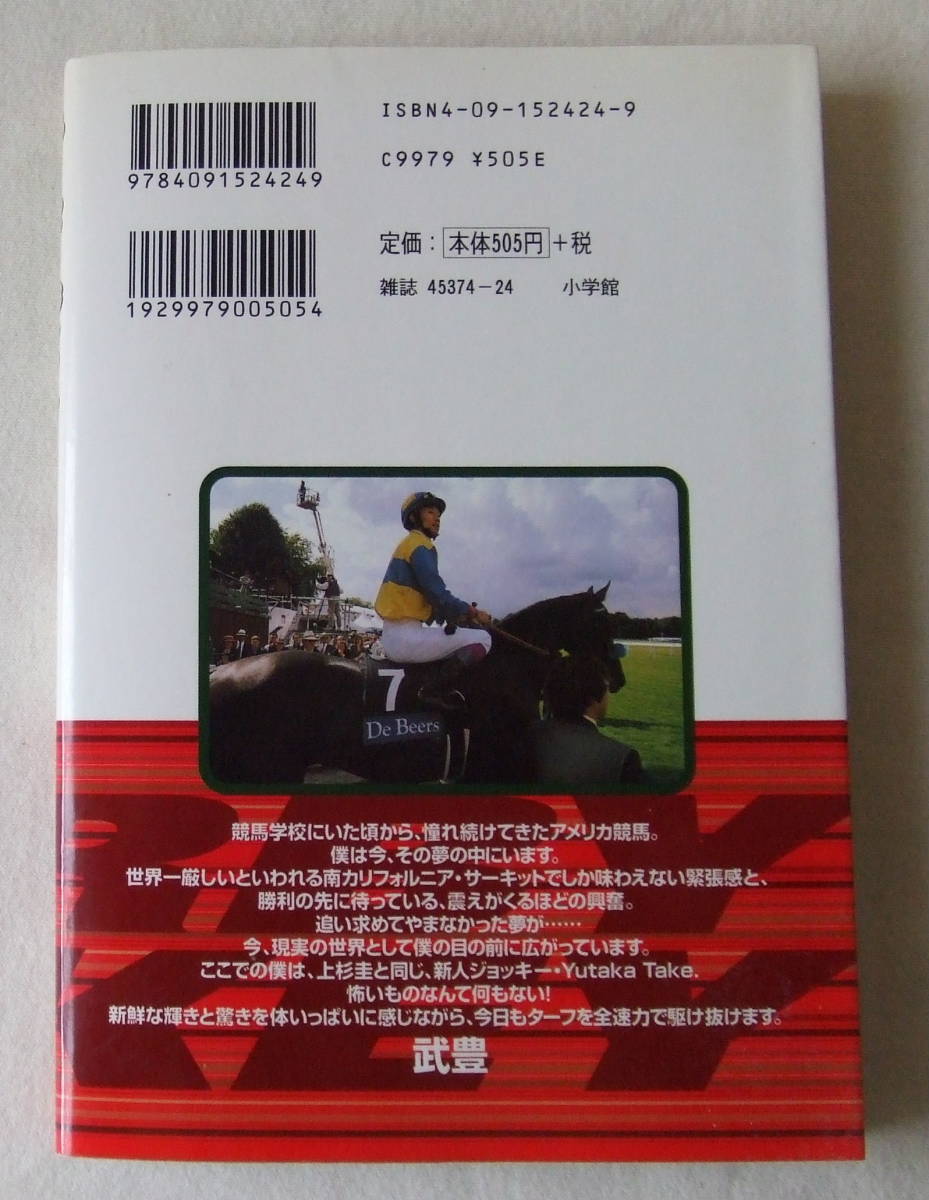 ISBN4-09-152424-9
9784091524249
C9979 ¥505E
定価：本体505円＋税
1929979005054
雑誌 45374-24 小学館
7
De Beers
競馬学校にいた頃から、憧れ続けてきたアメリカ競馬。
僕は今、その夢の中にいます。
世界一厳しいといわれる南カリフォルニア・サーキットでしか味わえない緊張感と、
勝利の先に待っている、震えがくるほどの興奮。
追い求めてやまなかった夢が……
今、現実の世界として僕の目の前に広がっています。
ここでの僕は、上杉圭と同じ、新人ジョッキー・Yutaka Take.
怖いものなんて何もない!
新鮮な輝きと驚きを体いっぱいに感じながら、今日もターフを全速力で駆け抜けます。
武豊